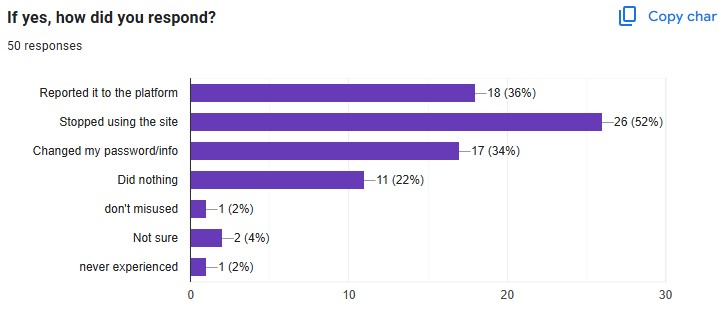 If yes, how did you respond?
Copy char
50 responses
Reported it to the platform 18 (36%)
Stopped using the site 26 (52%)
Changed my password/info 17 (34%)
Did nothing 11 (22%)
don't misused 1 (2%)
Not sure 2 (4%)
never experienced 1 (2%)
0 10 20 30